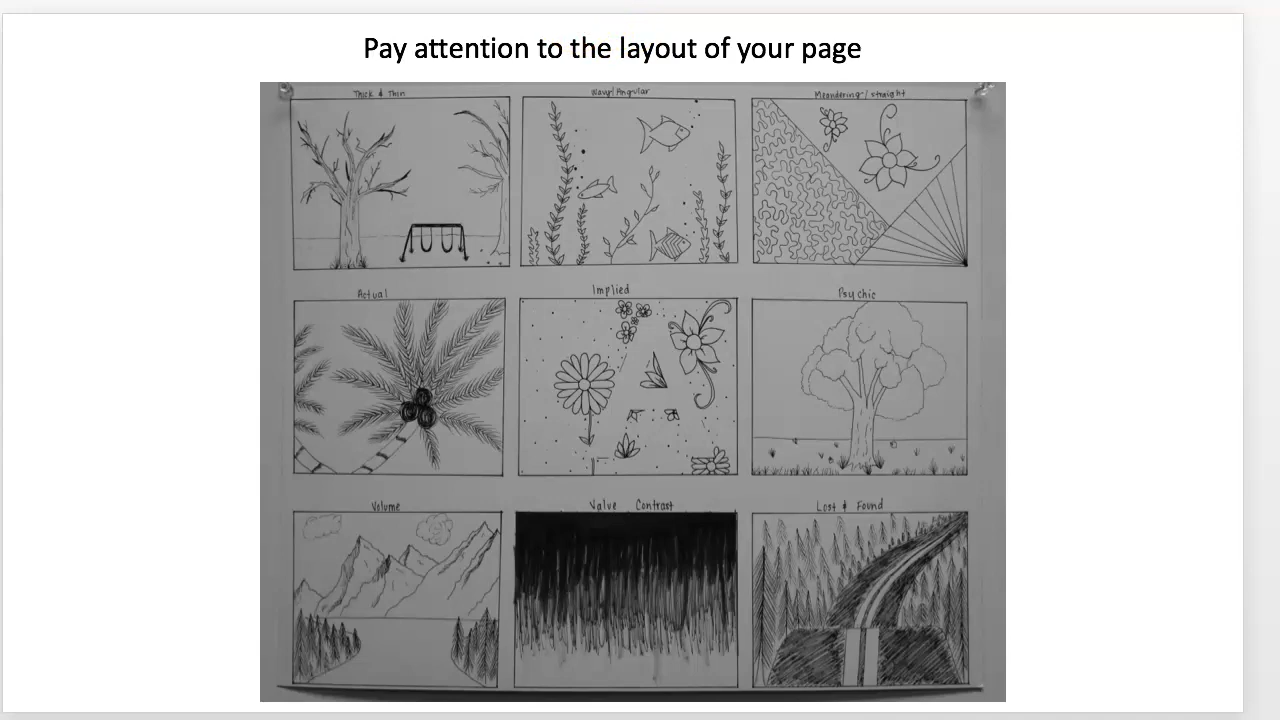 Pay attention to the layout of your page
Thick & Thin
Wavy/Angular
Meandering/straight
Actual
Implied
Psychic
Volume
Value Contrast
Lost & Found